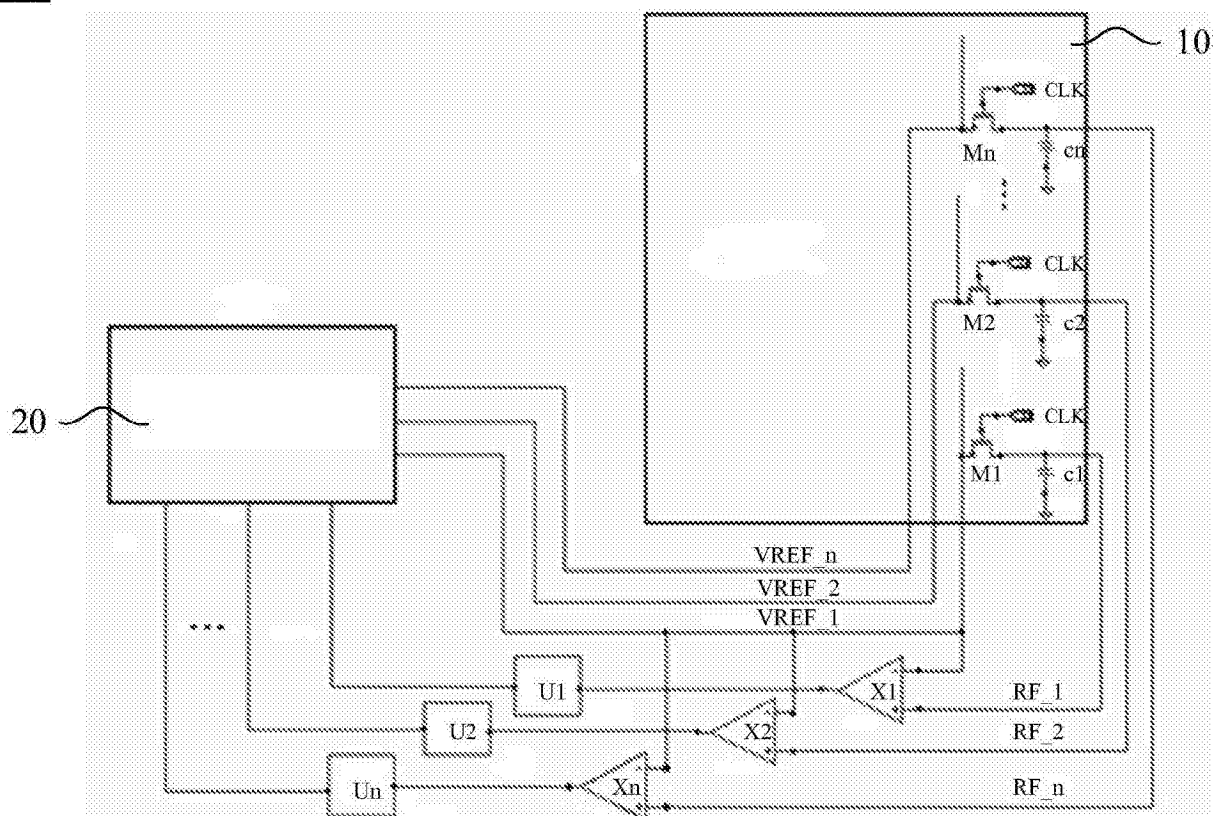 10
CLK
Mn
cn
CLK
M2
c2
20
CLK
M1
c1
VREF_n
VREF_2
VREF_1
U1
X1
RF_1
U2
X2
RF_2
Un
Xn
RF_n